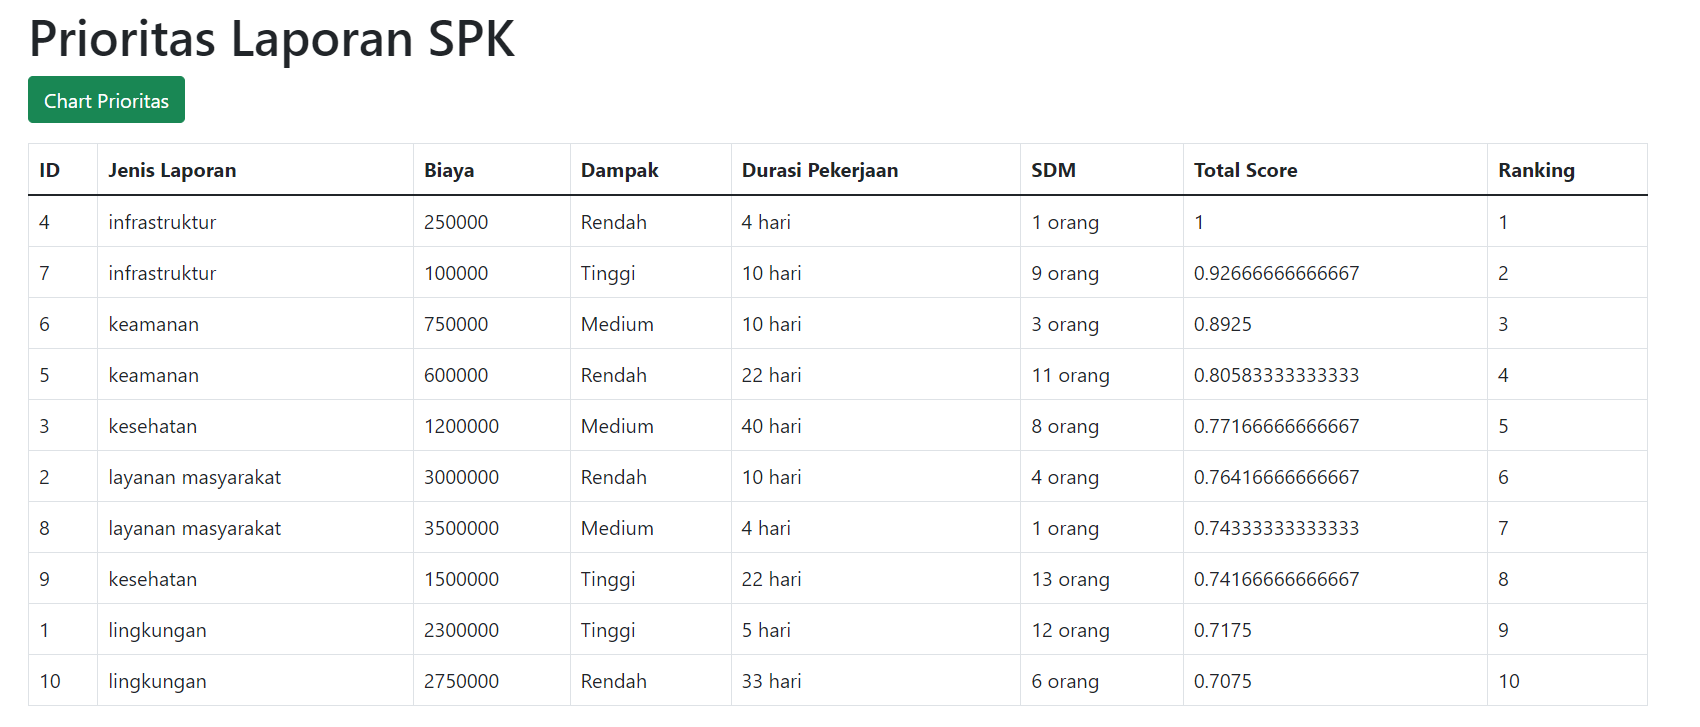 Prioritas Laporan SPK
Chart Prioritas
ID Jenis Laporan Biaya Dampak Durasi Pekerjaan SDM Total Score Ranking
4 infrastruktur 250000 Rendah 4 hari 1 orang 1 1
7 infrastruktur 100000 Tinggi 10 hari 9 orang 0.92666666666667 2
6 keamanan 750000 Medium 10 hari 3 orang 0.8925 3
5 keamanan 600000 Rendah 22 hari 11 orang 0.80583333333333 4
3 kesehatan 1200000 Medium 40 hari 8 orang 0.77166666666667 5
2 layanan masyarakat 3000000 Rendah 10 hari 4 orang 0.76416666666667 6
8 layanan masyarakat 3500000 Medium 4 hari 1 orang 0.74333333333333 7
9 kesehatan 1500000 Tinggi 22 hari 13 orang 0.74166666666667 8
1 lingkungan 2300000 Tinggi 5 hari 12 orang 0.7175 9
10 lingkungan 2750000 Rendah 33 hari 6 orang 0.7075 10